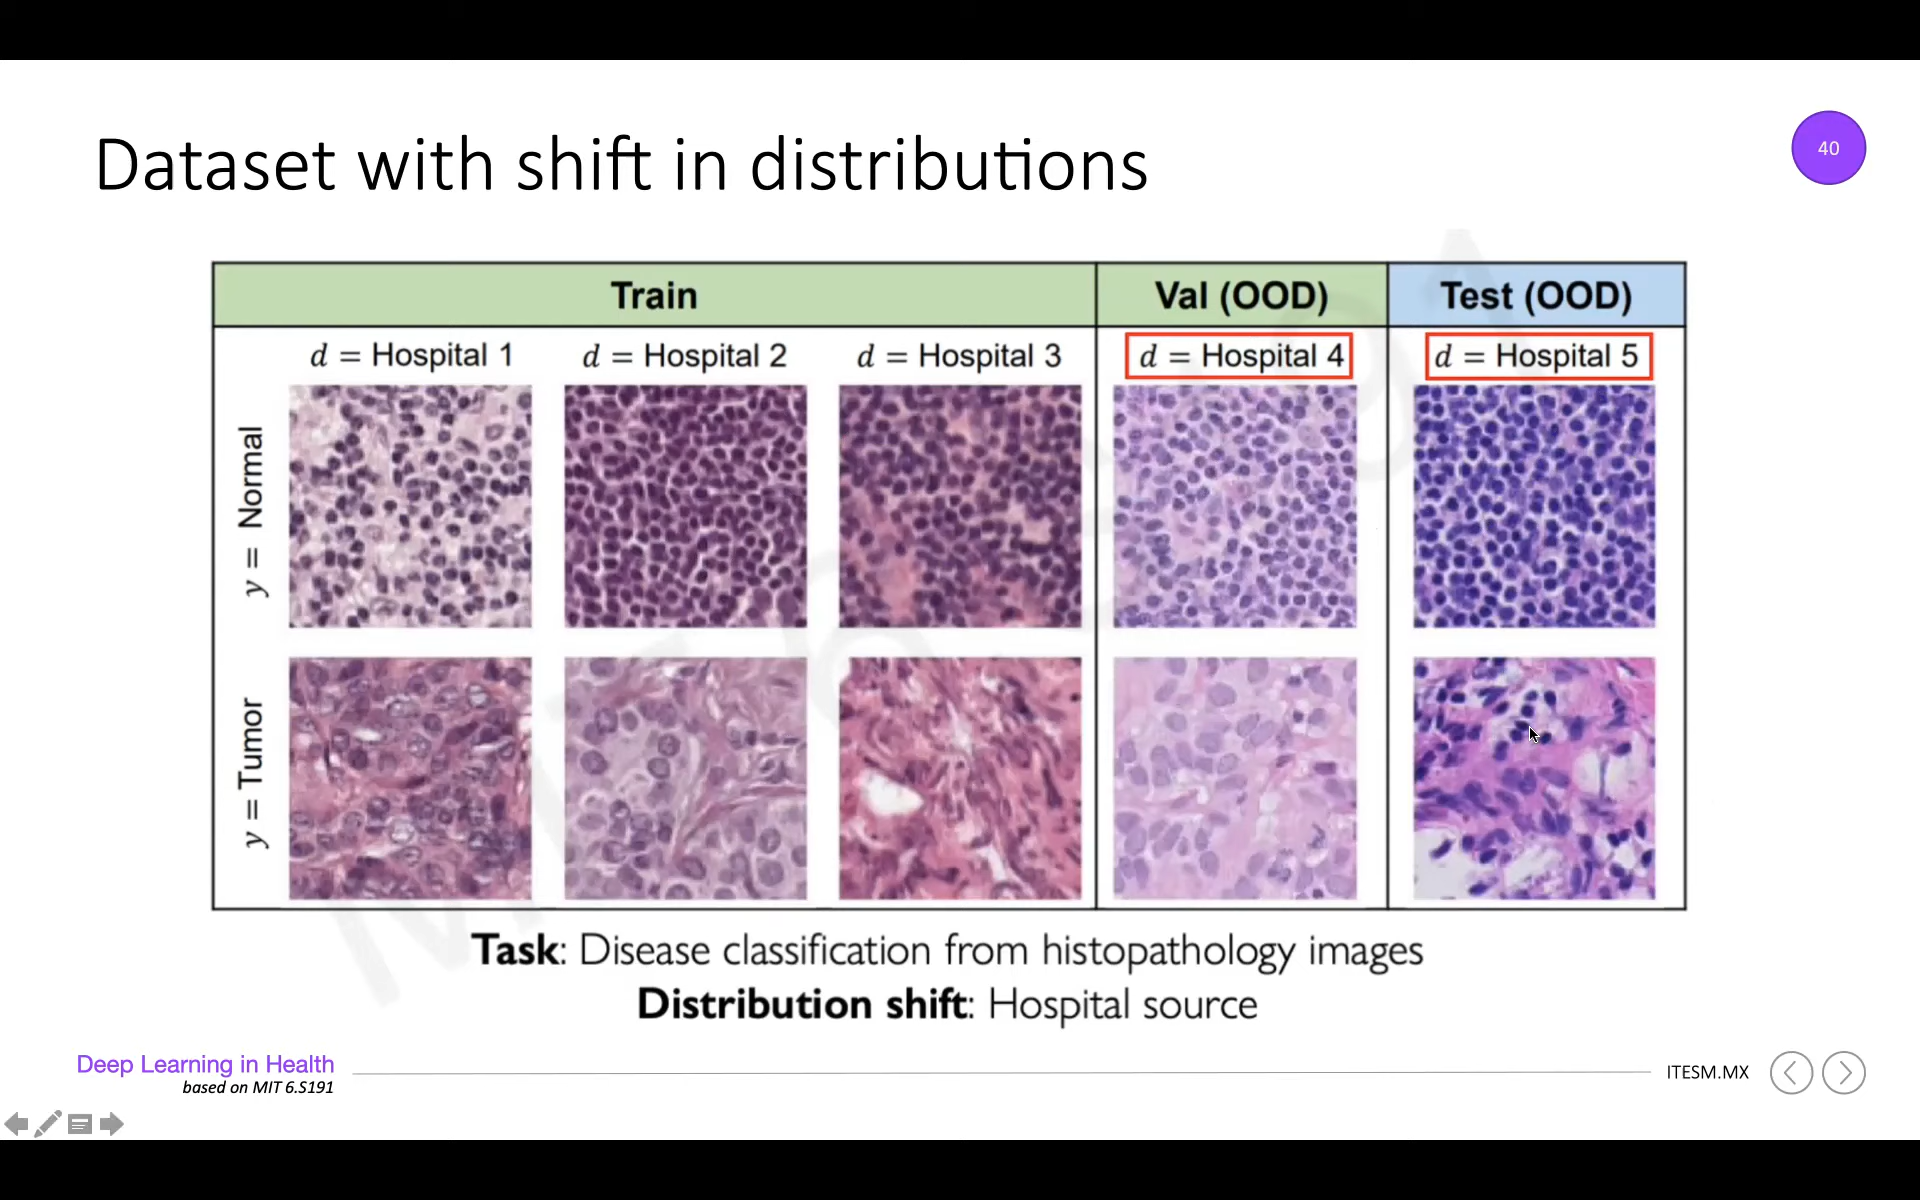 Dataset with shift in distributions
40
Train
Val (OOD)
Test (OOD)
d = Hospital 1
d = Hospital 2
d = Hospital 3
d = Hospital 4
d = Hospital 5
y = Normal
y = Tumor
Task: Disease classification from histopathology images
Distribution shift: Hospital source
Deep Learning in Health
based on MIT 6.S191
ITESM.MX